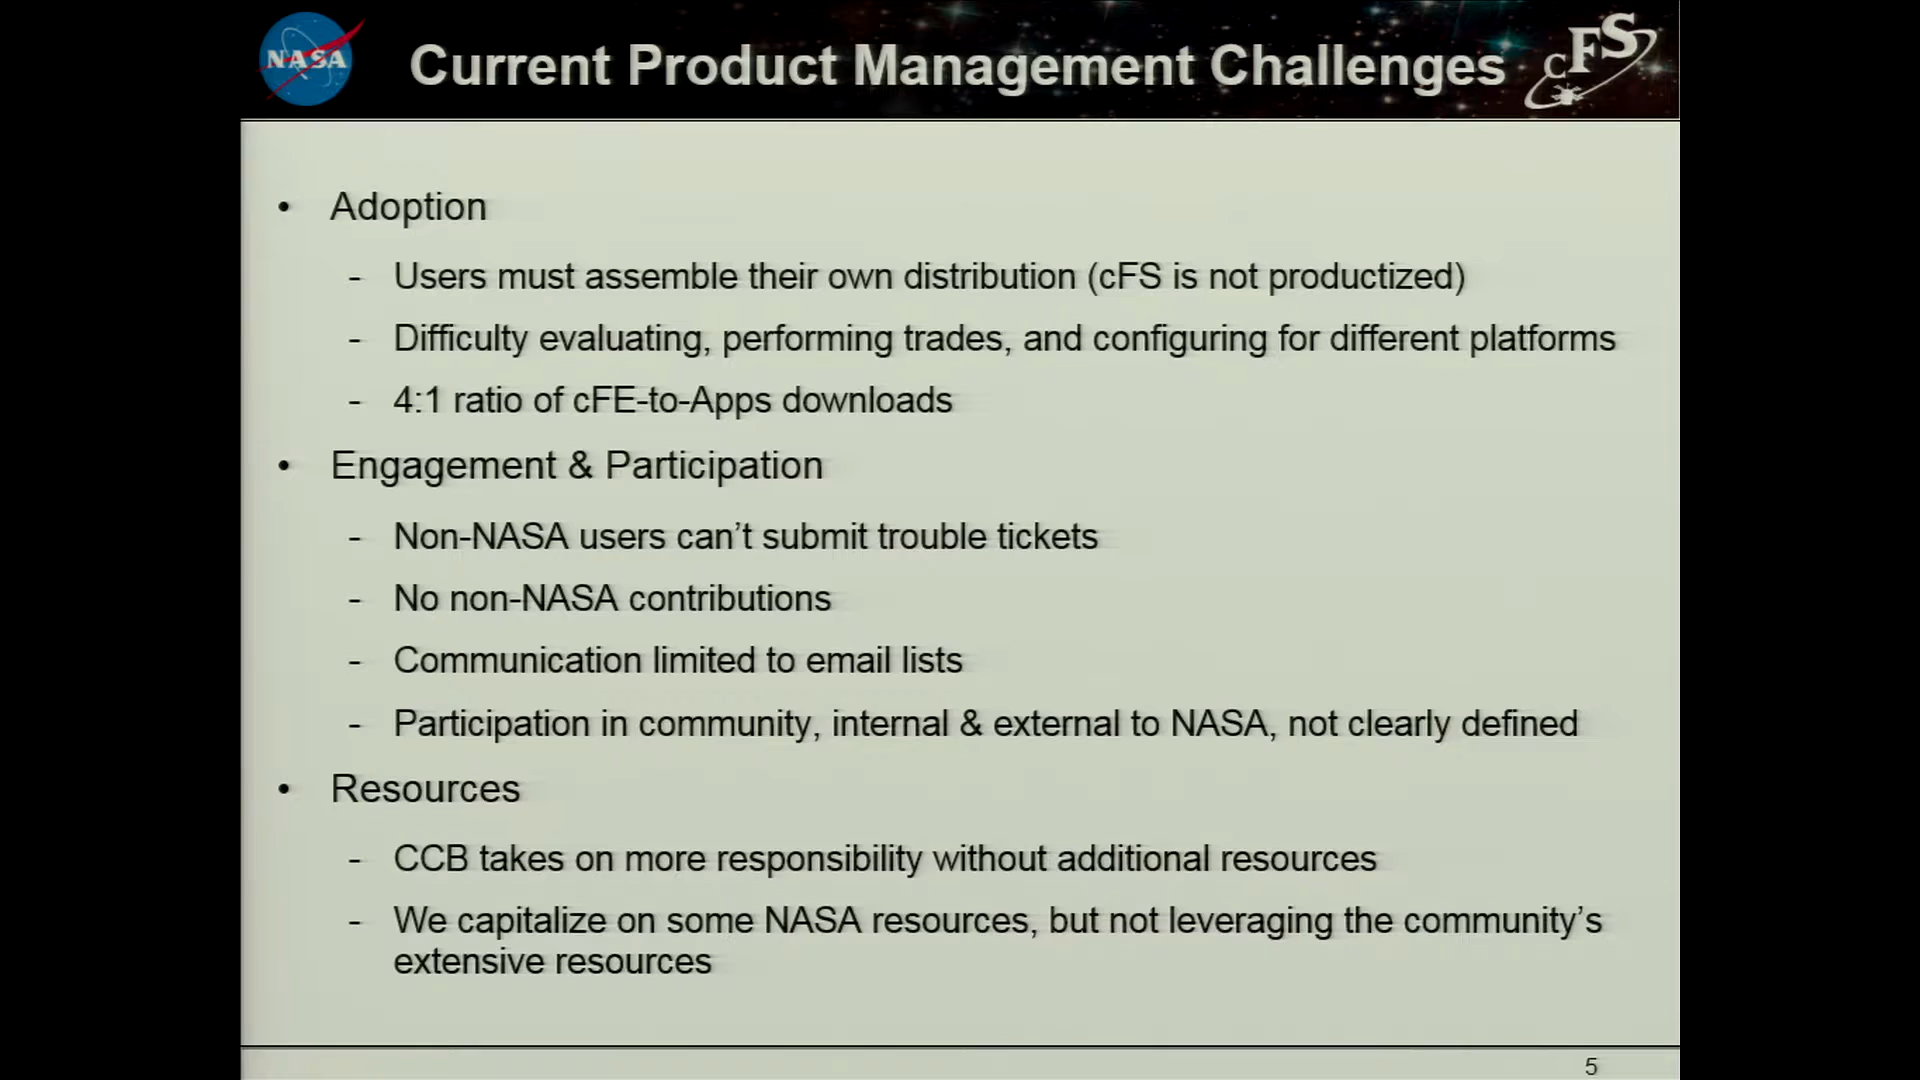 NASA
Current Product Management Challenges
cFS
• Adoption
- Users must assemble their own distribution (cFS is not productized)
- Difficulty evaluating, performing trades, and configuring for different platforms
- 4:1 ratio of cFE-to-Apps downloads
• Engagement & Participation
- Non-NASA users can’t submit trouble tickets
- No non-NASA contributions
- Communication limited to email lists
- Participation in community, internal & external to NASA, not clearly defined
• Resources
- CCB takes on more responsibility without additional resources
- We capitalize on some NASA resources, but not leveraging the community’s
extensive resources
5